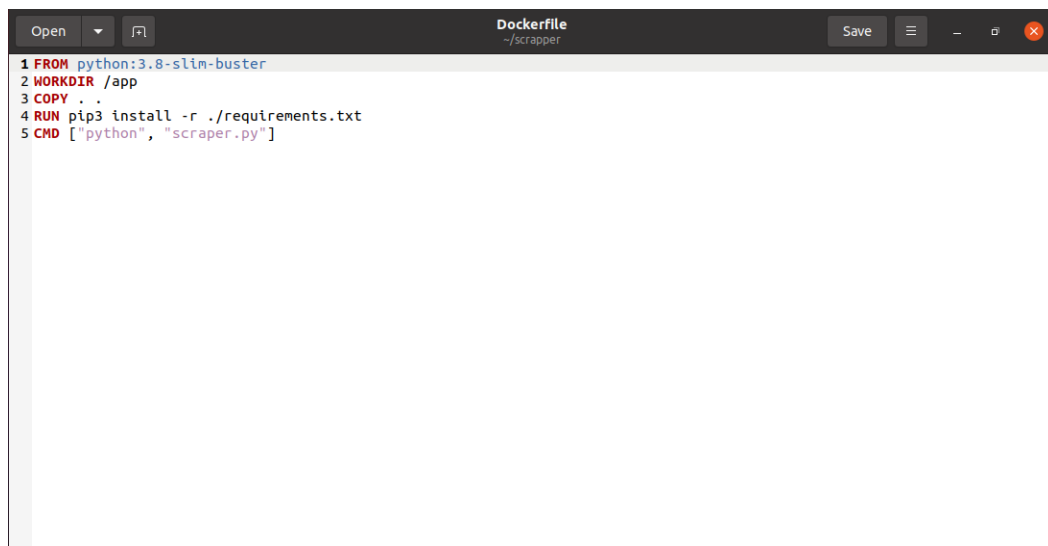 Open
Dockerfile
~/scrapper
Save
1 FROM python:3.8-slim-buster
2 WORKDIR /app
3 COPY . .
4 RUN pip3 install -r ./requirements.txt
5 CMD ["python", "scraper.py"]